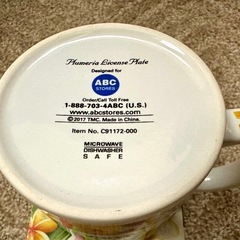 Plumeria License Plate
Designed for
ABC
STORES
Order/Call Toll Free
1-888-703-4ABC (U.S.)
www.abcstores.com
©2017 TMC. Made in China.
Item No. C91172-000
MICROWAVE
DISHWASHER
SAFE